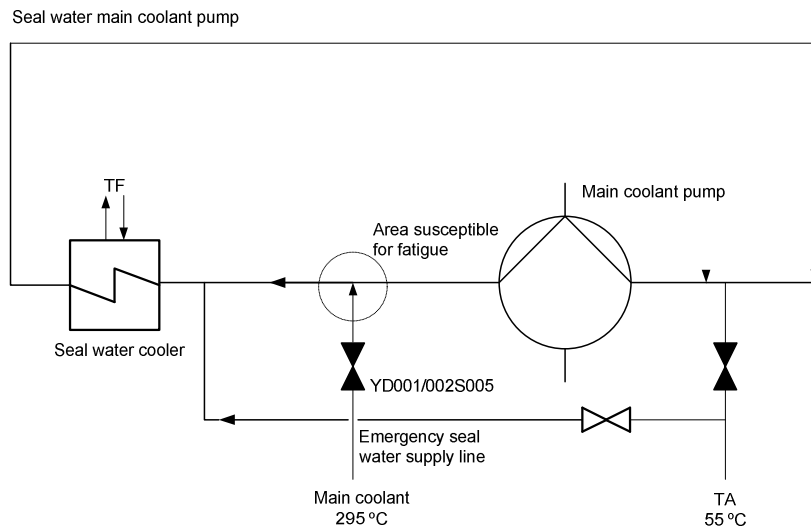 Seal water main coolant pump
TF
Main coolant pump
Area susceptible
for fatigue
Seal water cooler
YD001/002S005
Emergency seal
water supply line
Main coolant
295 ºC
TA
55 ºC